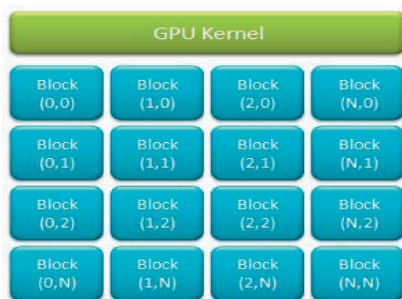 GPU Kernel
Block Block Block Block
(0,0) (1,0) (2,0) (N,0)
Block Block Block Block
(0,1) (1,1) (2,1) (N,1)
Block Block Block Block
(0,2) (1,2) (2,2) (N,2)
Block Block Block Block
(0,N) (1,N) (2,N) (N,N)